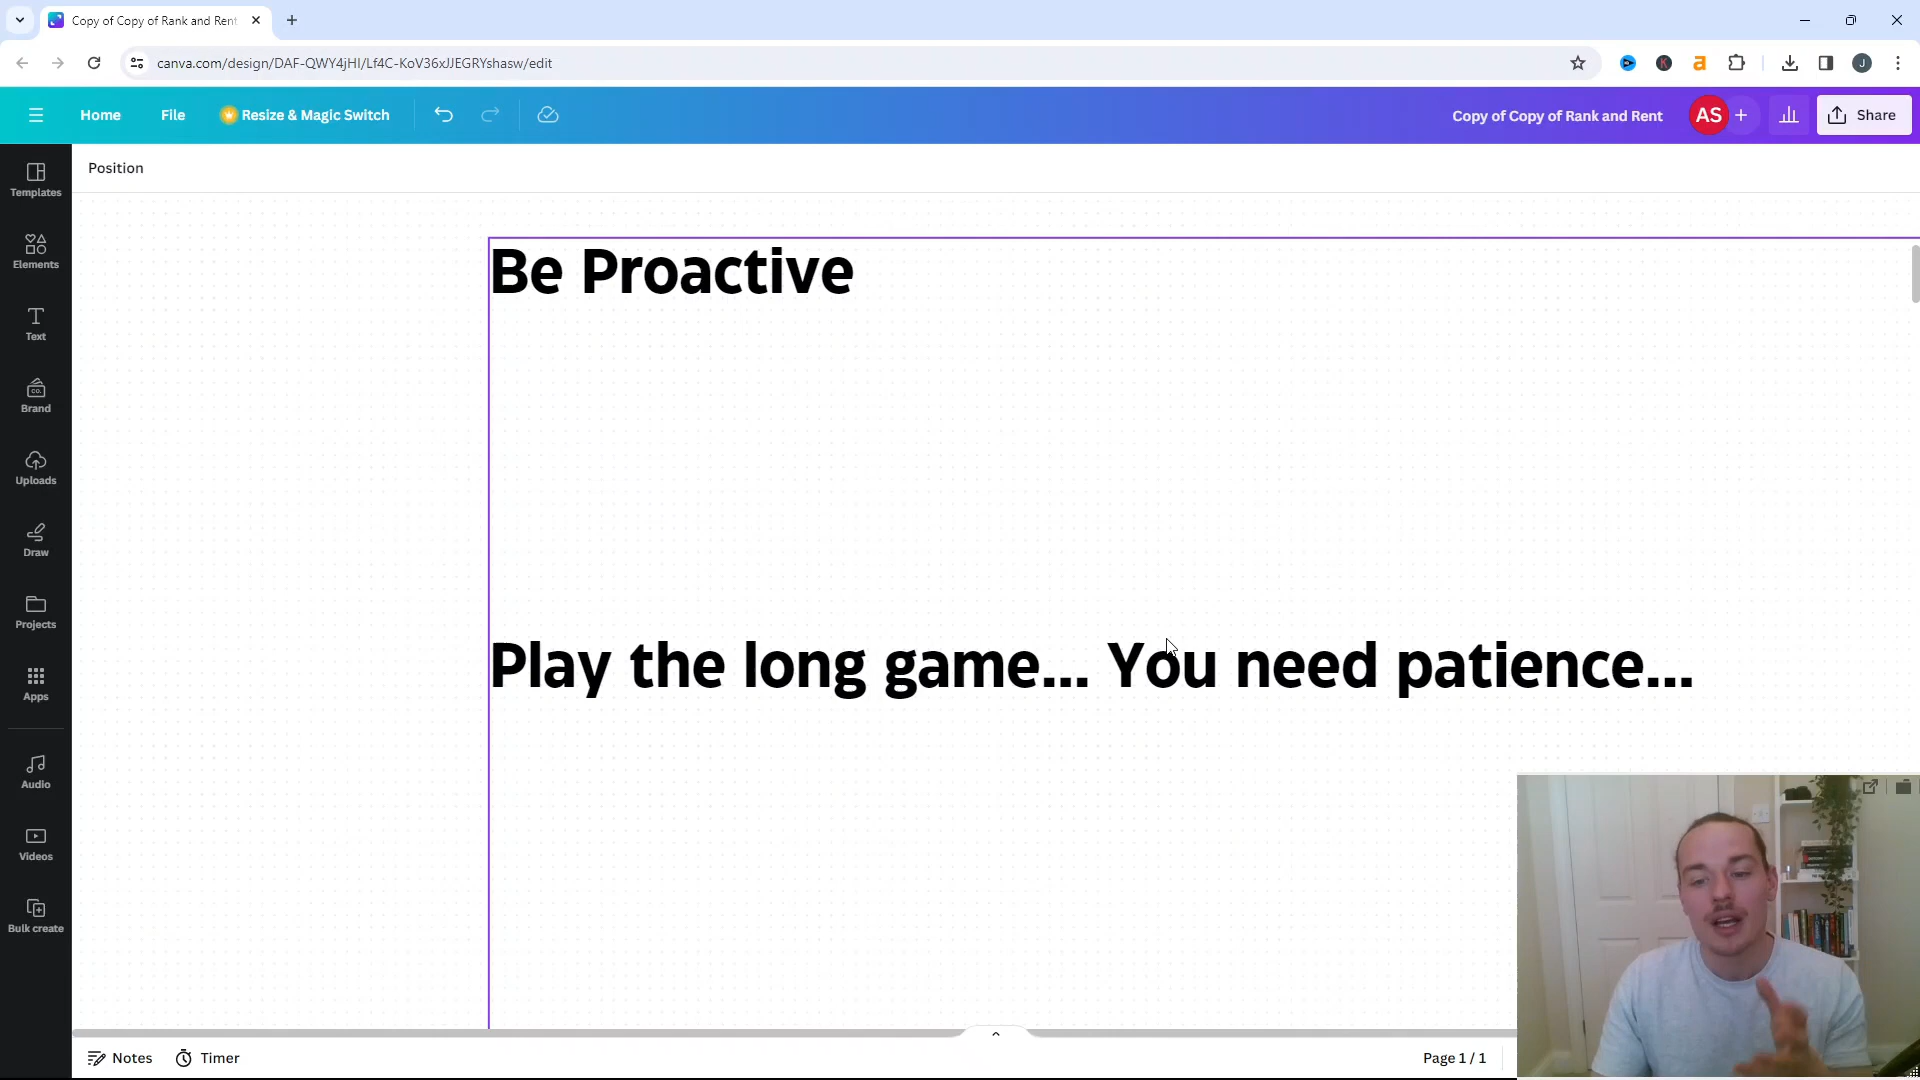 Copy of Copy of Rank and Rent
canva.com/design/DAF-QWY4jHI/Lf4C-KoV36xJJEGRYshasw/edit
J
Home
File
Resize & Magic Switch
Copy of Copy of Rank and Rent
AS
Share
Templates
Position
Elements
Text
Brand
Uploads
Draw
Projects
Apps
Audio
Videos
Bulk create
Be Proactive
Play the long game... You need patience...
Notes
Timer
Page 1 / 1